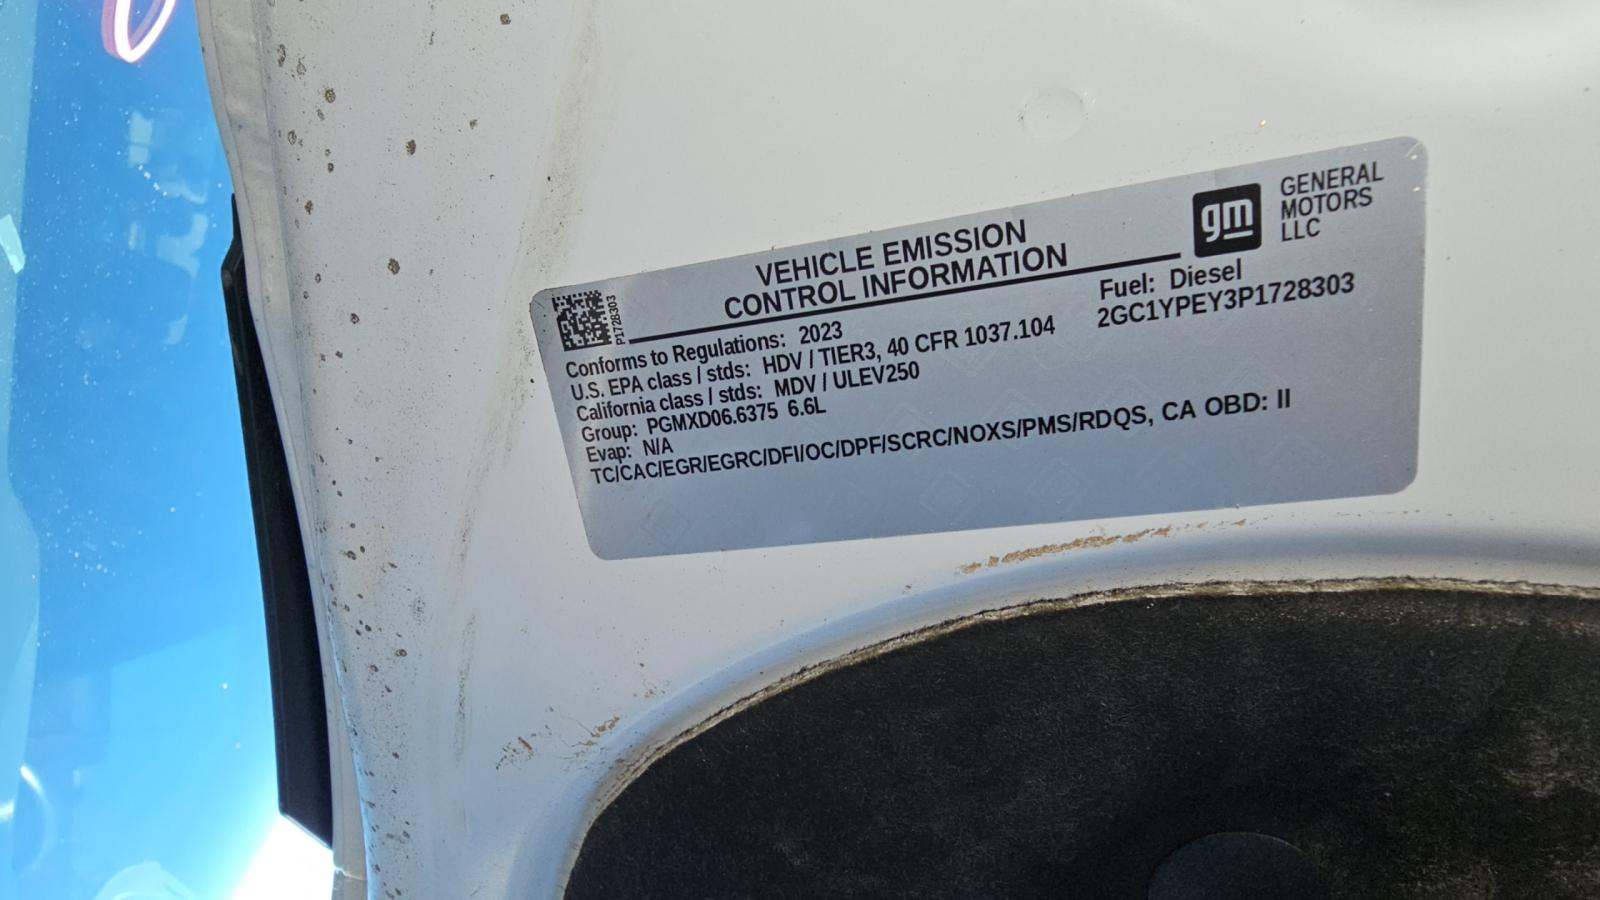 VEHICLE EMISSION
CONTROL INFORMATION
gm
GENERAL
MOTORS
LLC
P1728303
Conforms to Regulations: 2023
Fuel: Diesel
U.S. EPA class / stds: HDV / TIER3, 40 CFR 1037.104
2GC1YPEY3P1728303
California class / stds: MDV / ULEV250
Group: PGMXD06.6375 6.6L
Evap: N/A
TC/CAC/EGR/EGRC/DFI/OC/DPF/SCRC/NOXS/PMS/RDQS, CA OBD: II